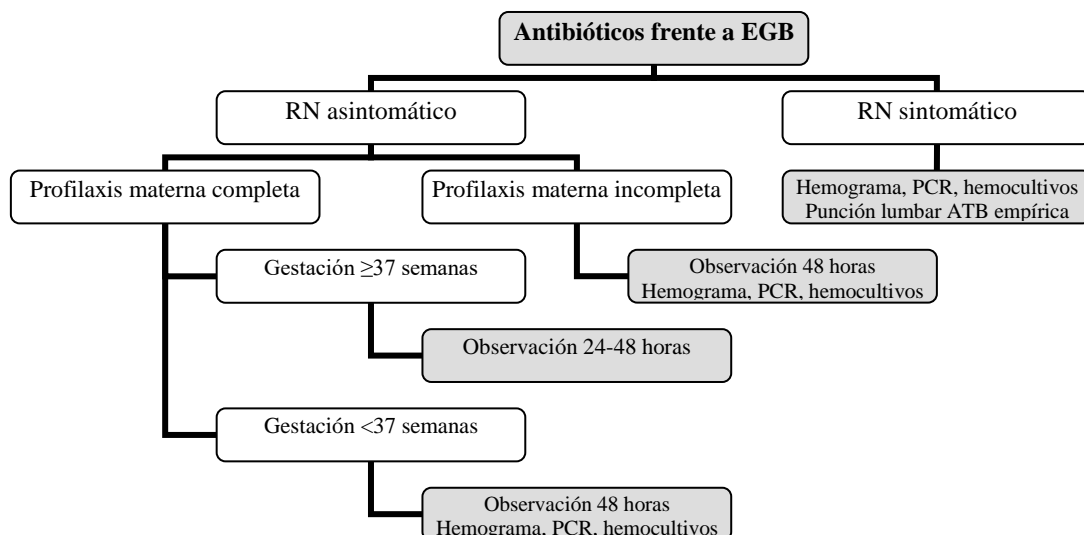 Antibióticos frente a EGB
RN asintomático
RN sintomático
Profilaxis materna completa
Profilaxis materna incompleta
Hemograma, PCR, hemocultivos
Punción lumbar ATB empírica
Gestación ≥37 semanas
Observación 48 horas
Hemograma, PCR, hemocultivos
Observación 24-48 horas
Gestación <37 semanas
Observación 48 horas
Hemograma, PCR, hemocultivos